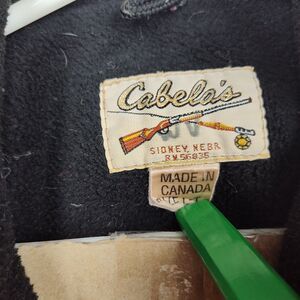 Cabela's
SIDNEY, NEBR.
RN 56835
MADE IN
CANADA